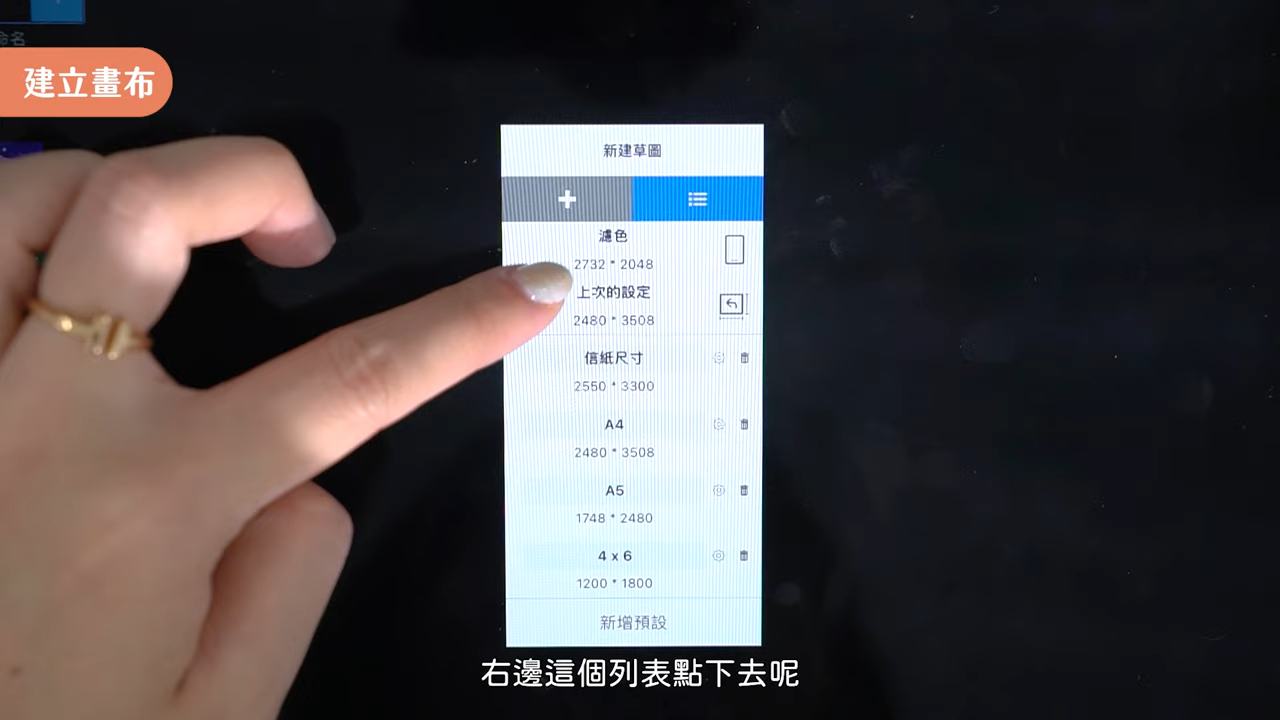 命名
建立畫布
新建草圖
濾色
2732 * 2048
上次的設定
2480 * 3508
信紙尺寸
2550 * 3300
A4
2480 * 3508
A5
1748 * 2480
4 x 6
1200 * 1800
新增預設
右邊這個列表點下去呢